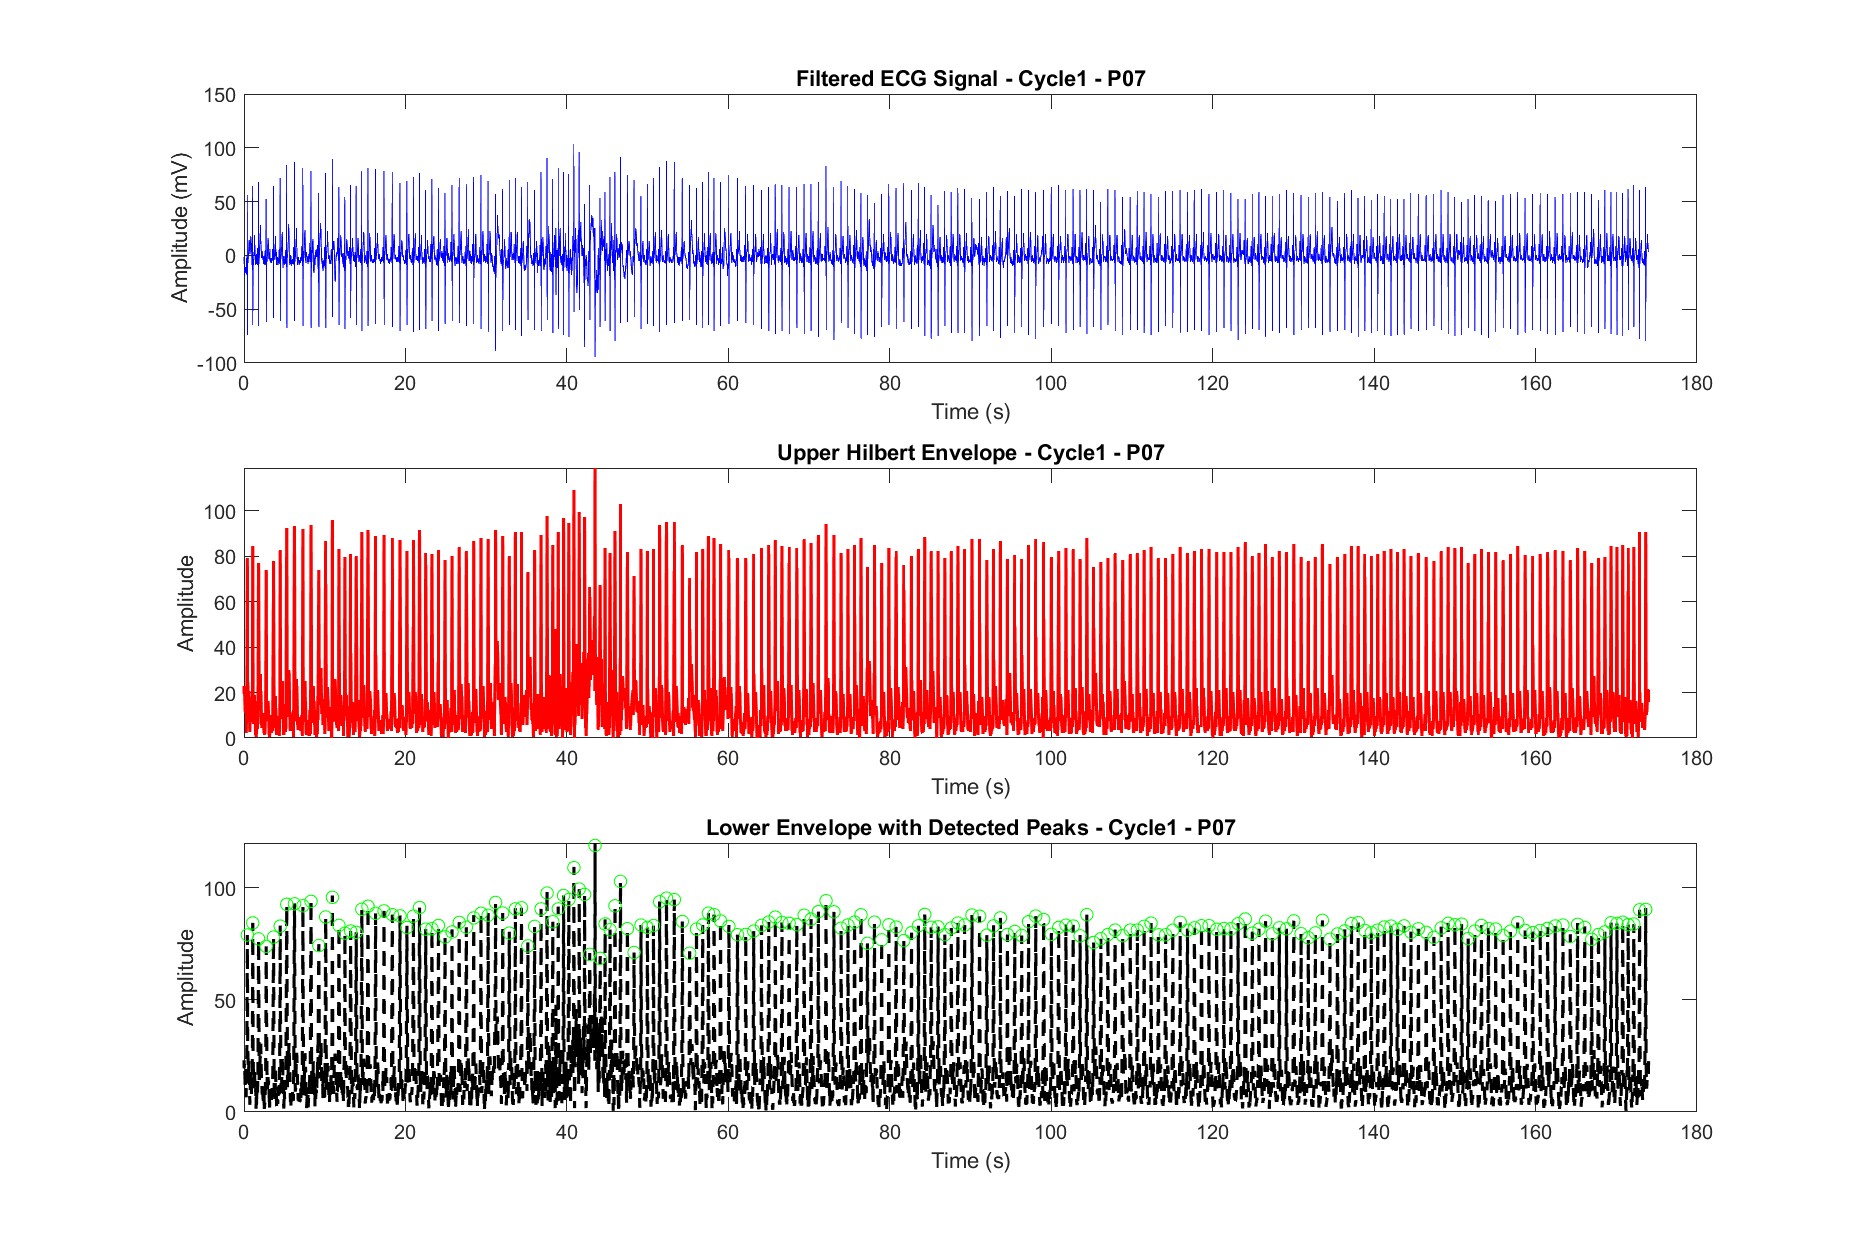 Filtered ECG Signal - Cycle1 - P07
150
100
50
0
-50
-100
Amplitude (mV)
0 20 40 60 80 100 120 140 160 180
Time (s)
Upper Hilbert Envelope - Cycle1 - P07
100
80
60
40
20
0
Amplitude
0 20 40 60 80 100 120 140 160 180
Time (s)
Lower Envelope with Detected Peaks - Cycle1 - P07
100
50
0
Amplitude
0 20 40 60 80 100 120 140 160 180
Time (s)